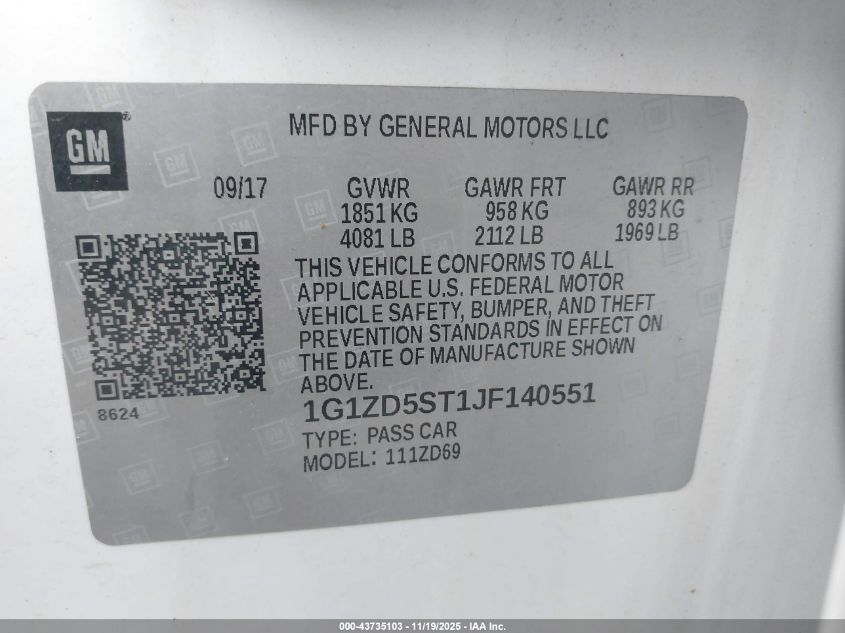 GM
MFD BY GENERAL MOTORS LLC
09/17 GVWR GAWR FRT GAWR RR
1851 KG 958 KG 893 KG
4081 LB 2112 LB 1969 LB
THIS VEHICLE CONFORMS TO ALL
APPLICABLE U.S. FEDERAL MOTOR
VEHICLE SAFETY, BUMPER, AND THEFT
PREVENTION STANDARDS IN EFFECT ON
THE DATE OF MANUFACTURE SHOWN
ABOVE.
8624
1G1ZD5ST1JF140551
TYPE: PASS CAR
MODEL: 111ZD69
000-43735103 - 11/19/2025 - IAA Inc.